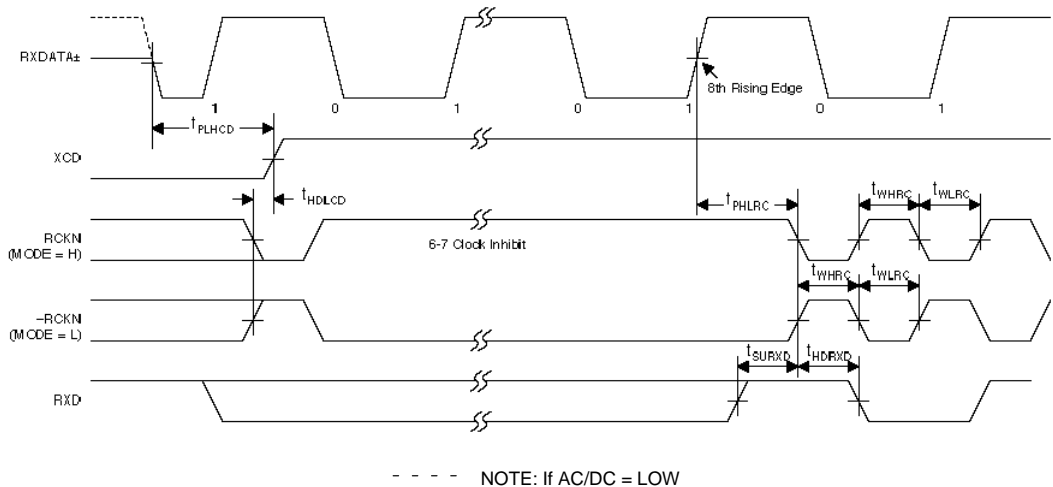 RXDATA±
8th Rising Edge
1 0 1 0 1 0 1
tPLHCD
XCD
tHDLCD
tPHLRC
tWHRC
tWLRC
RCKN
(MODE = H)
6-7 Clock Inhibit
tWHRC
tWLRC
–RCKN
(MODE = L)
tSURXD
tHDRXD
RXD
NOTE: If AC/DC = LOW